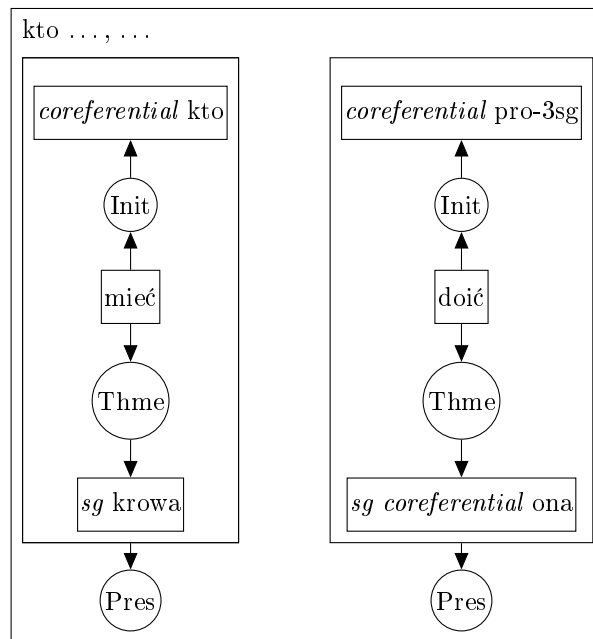 kto ..., ...
coreferential kto
Init
mieć
Thme
sg krowa
Pres
coreferential pro-3sg
Init
doić
Thme
sg coreferential ona
Pres